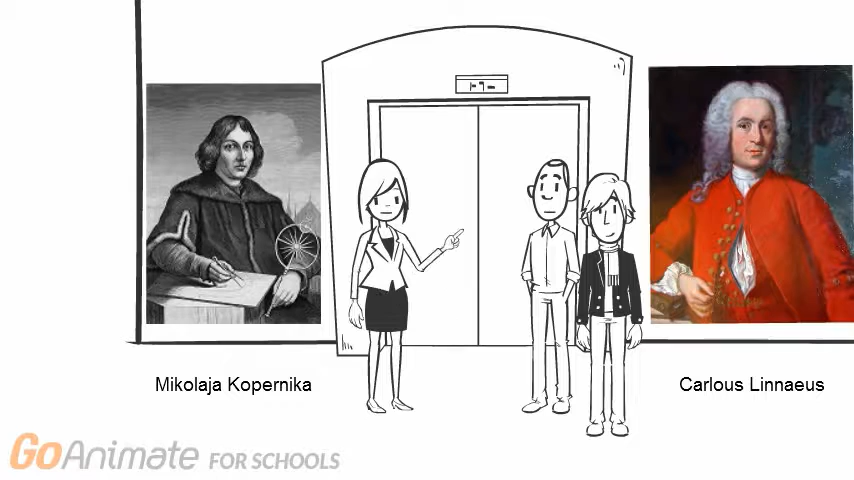 Mikolaja Kopernika
Carlous Linnaeus
GoAnimate FOR SCHOOLS